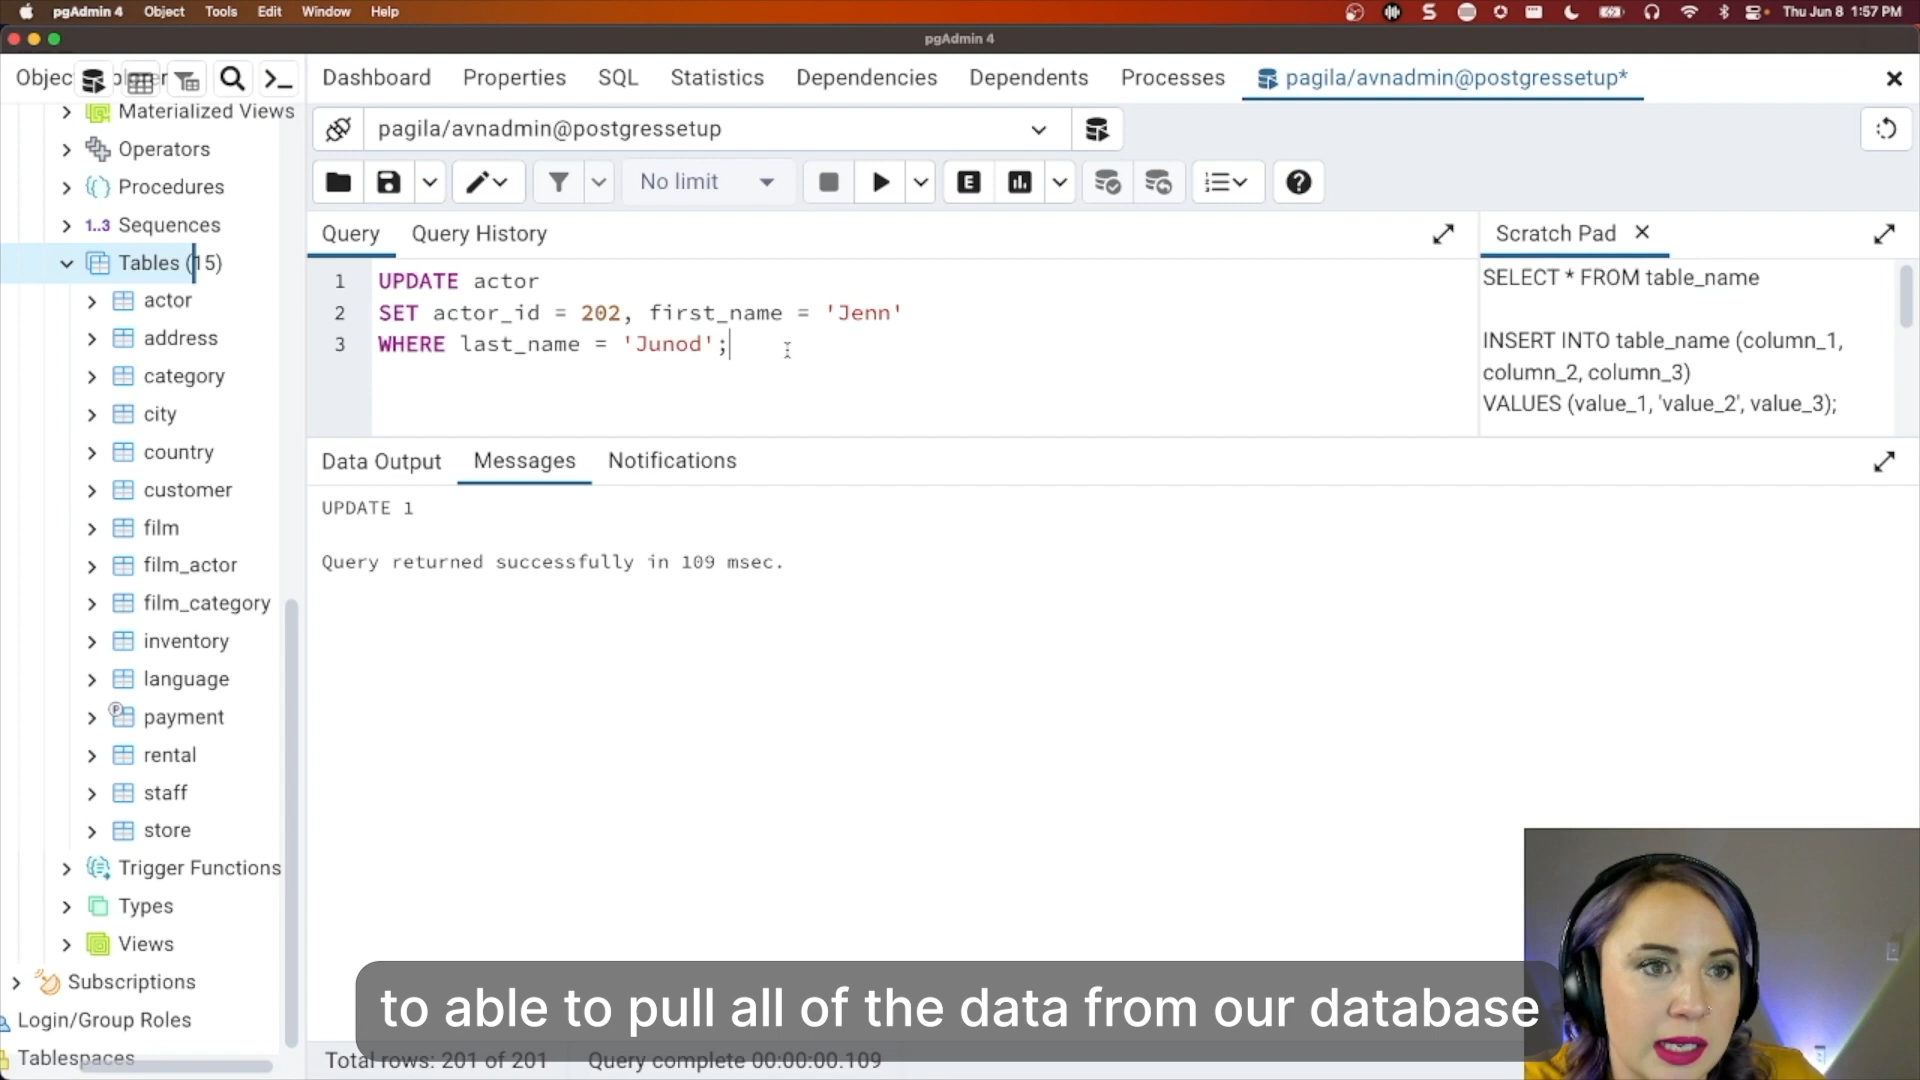 pgAdmin 4 Object Tools Edit Window Help Thu Jun 8 1:57 PM
pgAdmin 4
Dashboard Properties SQL Statistics Dependencies Dependents Processes pagila/avnadmin@postgressetup*
pagila/avnadmin@postgressetup
No limit
Materialized Views
Operators
Procedures
1..3 Sequences
Tables (15)
actor
address
category
city
country
customer
film
film_actor
film_category
inventory
language
payment
rental
staff
store
Trigger Functions
Types
Views
Subscriptions
Login/Group Roles
Tablespaces
Query Query History
1 UPDATE actor
2 SET actor_id = 202, first_name = 'Jenn'
3 WHERE last_name = 'Junod';
Scratch Pad
SELECT * FROM table_name
INSERT INTO table_name (column_1,
column_2, column_3)
VALUES (value_1, 'value_2', value_3);
Data Output Messages Notifications
UPDATE 1
Query returned successfully in 109 msec.
to able to pull all of the data from our database
Total rows: 201 of 201 Query complete 00:00:00.109